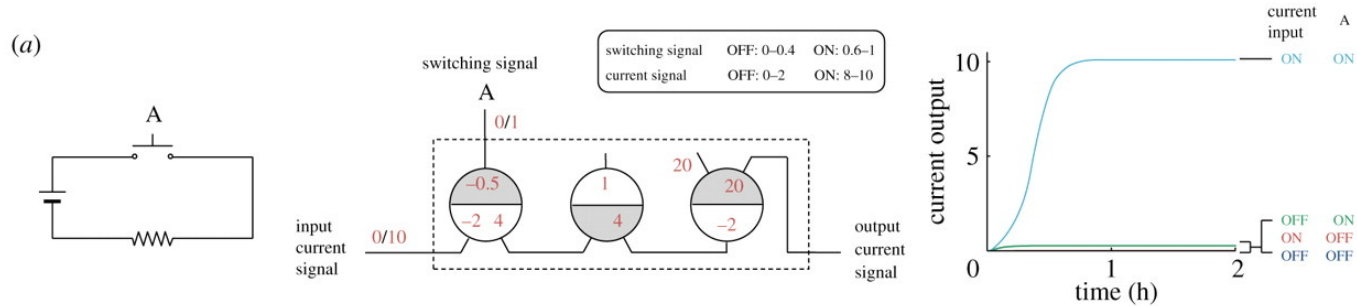 (a)
A
switching signal
A
0/1
switching signal OFF: 0–0.4 ON: 0.6–1
current signal OFF: 0–2 ON: 8–10
–0.5
–2 4
1
4
20
20
–2
input
current
signal
0/10
output
current
signal
current output
10
5
0
1
2
time (h)
current
input A
ON ON
OFF ON
ON OFF
OFF OFF